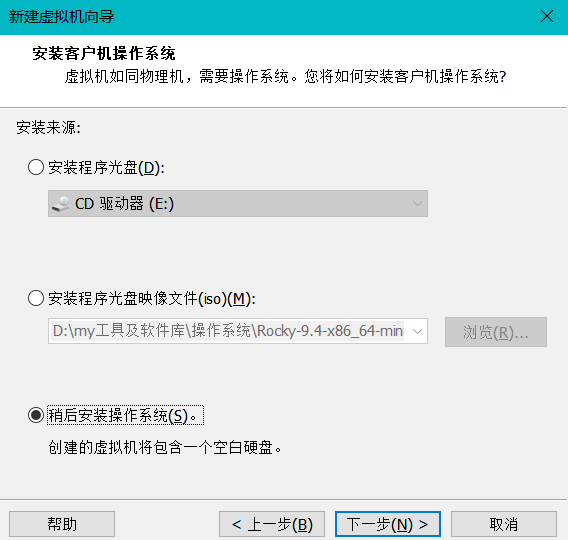 新建虚拟机向导
安装客户机操作系统
虚拟机如同物理机，需要操作系统。您将如何安装客户机操作系统?
安装来源:
安装程序光盘(D):
CD 驱动器 (E:)
安装程序光盘映像文件(iso)(M):
D:\my工具及软件库\操作系统\Rocky-9.4-x86_64-min
浏览(R)...
稍后安装操作系统(S)。
创建的虚拟机将包含一个空白硬盘。
帮助
< 上一步(B)
下一步(N) >
取消